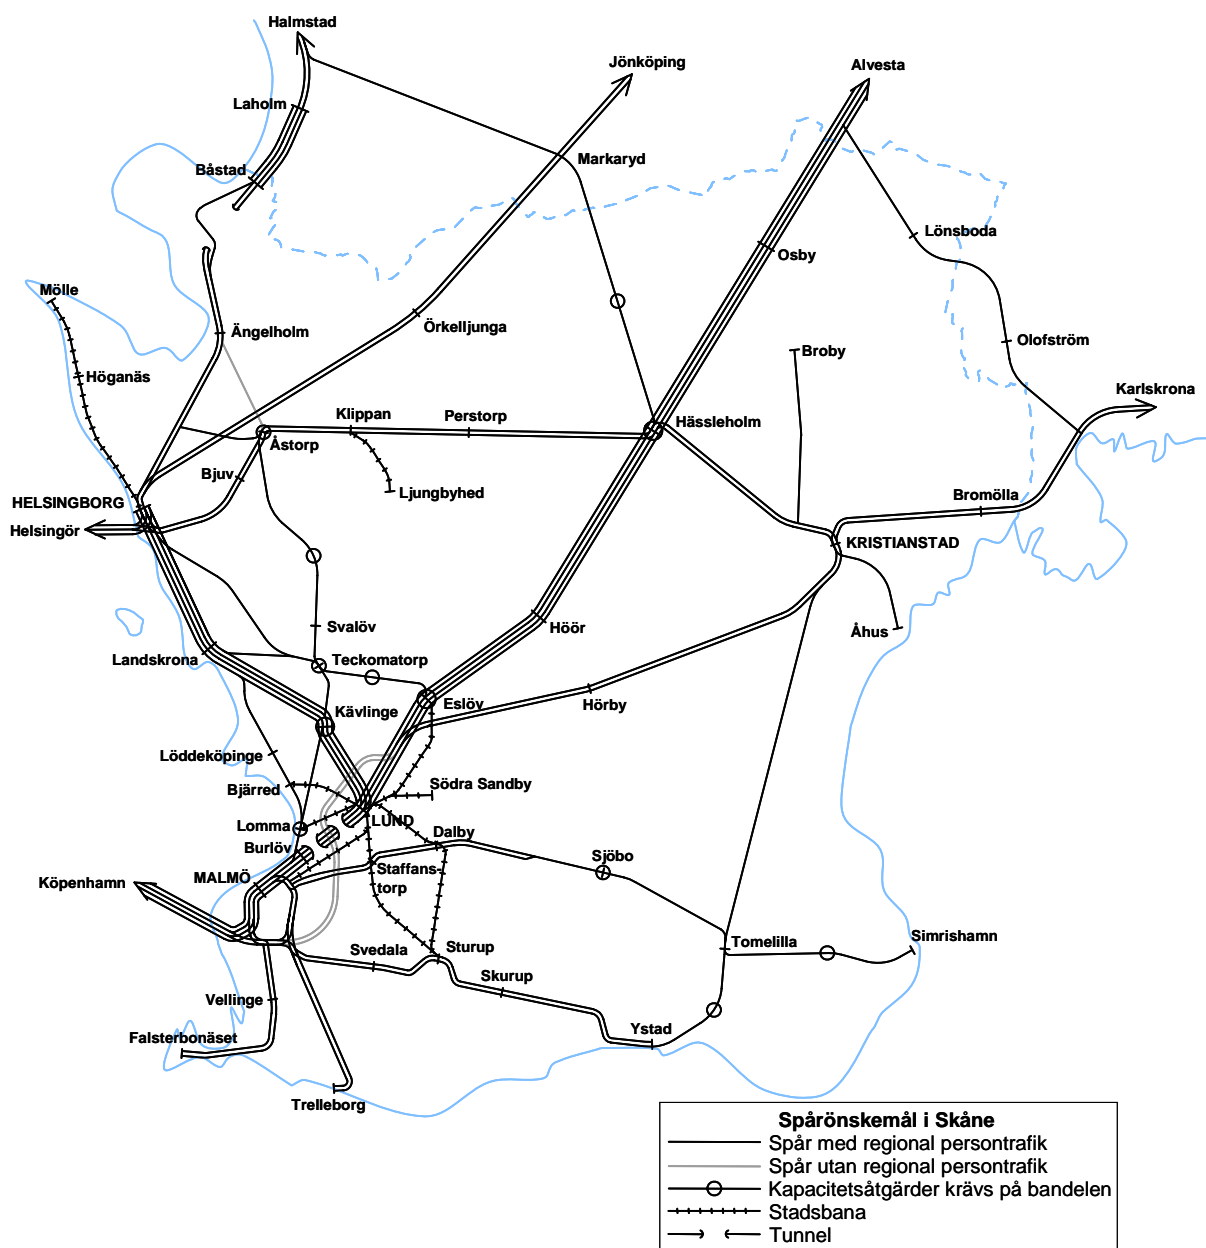 Halmstad
Jönköping
Alvesta
Laholm
Markaryd
Båstad
Lönsboda
Osby
Mölle
Ängelholm
Örkelljunga
Olofström
Broby
Höganäs
Karlskrona
Klippan
Perstorp
Hässleholm
Åstorp
Bjuv
Ljungbyhed
HELSINGBORG
Bromölla
Helsingör
KRISTIANSTAD
Svalöv
Höör
Åhus
Landskrona
Teckomatorp
Eslöv
Hörby
Kävlinge
Löddeköpinge
Bjärred
Södra Sandby
Lomma
LUND
Dalby
Burlöv
Sjöbo
Staffans-
torp
Köpenhamn
MALMÖ
Svedala
Sturup
Tomelilla
Simrishamn
Skurup
Vellinge
Ystad
Falsterbonäset
Trelleborg
Spårönskemål i Skåne
Spår med regional persontrafik
Spår utan regional persontrafik
Kapacitetsåtgärder krävs på bandelen
Stadsbana
Tunnel